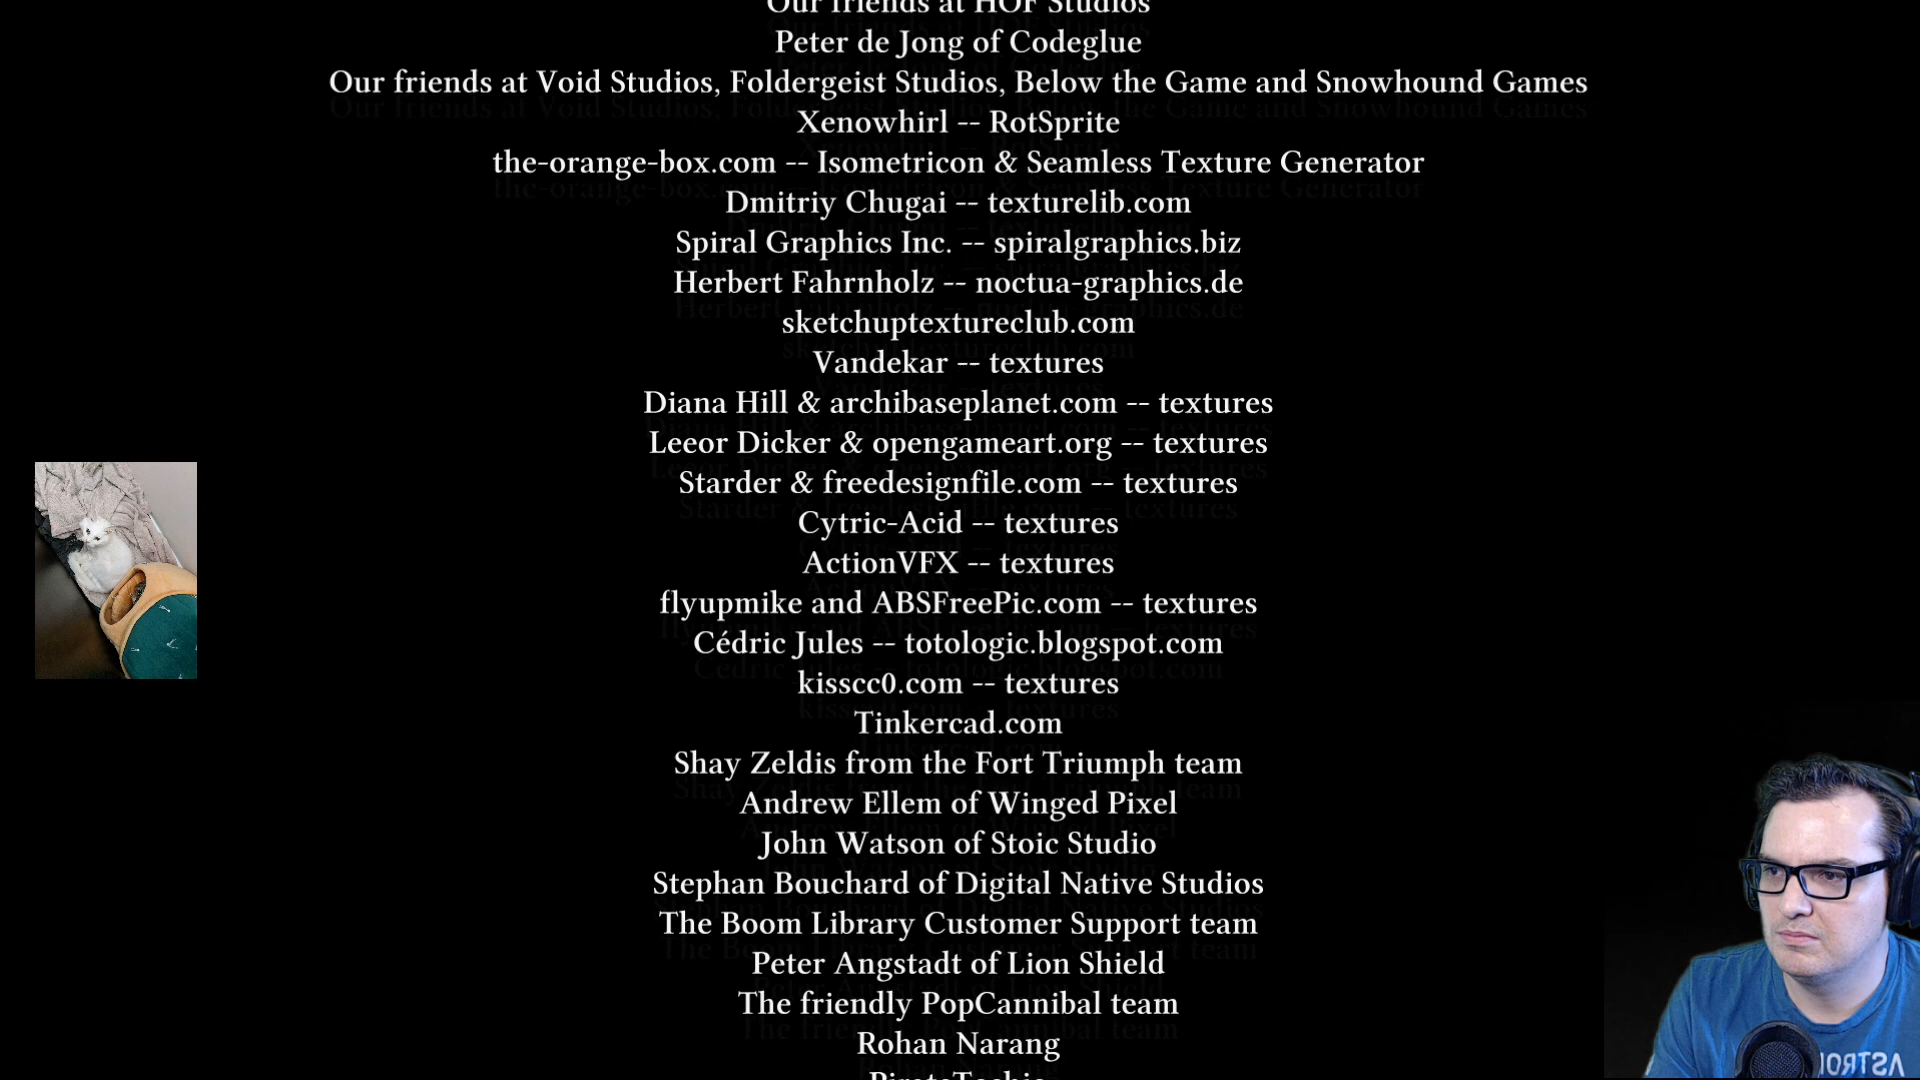 Our friends at HOF Studios
Peter de Jong of Codeglue
Our friends at Void Studios, Foldergeist Studios, Below the Game and Snowhound Games
Xenowhirl -- RotSprite
the-orange-box.com -- Isometricon & Seamless Texture Generator
Dmitriy Chugai -- texturelib.com
Spiral Graphics Inc. -- spiralgraphics.biz
Herbert Fahrnholz -- noctua-graphics.de
sketchuptextureclub.com
Vandekar -- textures
Diana Hill & archibaseplanet.com -- textures
Leeor Dicker & opengameart.org -- textures
Starder & freedesignfile.com -- textures
Cytric-Acid -- textures
ActionVFX -- textures
flyupmike and ABSFreePic.com -- textures
Cédric Jules -- totologic.blogspot.com
kisscc0.com -- textures
Tinkercad.com
Shay Zeldis from the Fort Triumph team
Andrew Ellem of Winged Pixel
John Watson of Stoic Studio
Stephan Bouchard of Digital Native Studios
The Boom Library Customer Support team
Peter Angstadt of Lion Shield
The friendly PopCannibal team
Rohan Narang